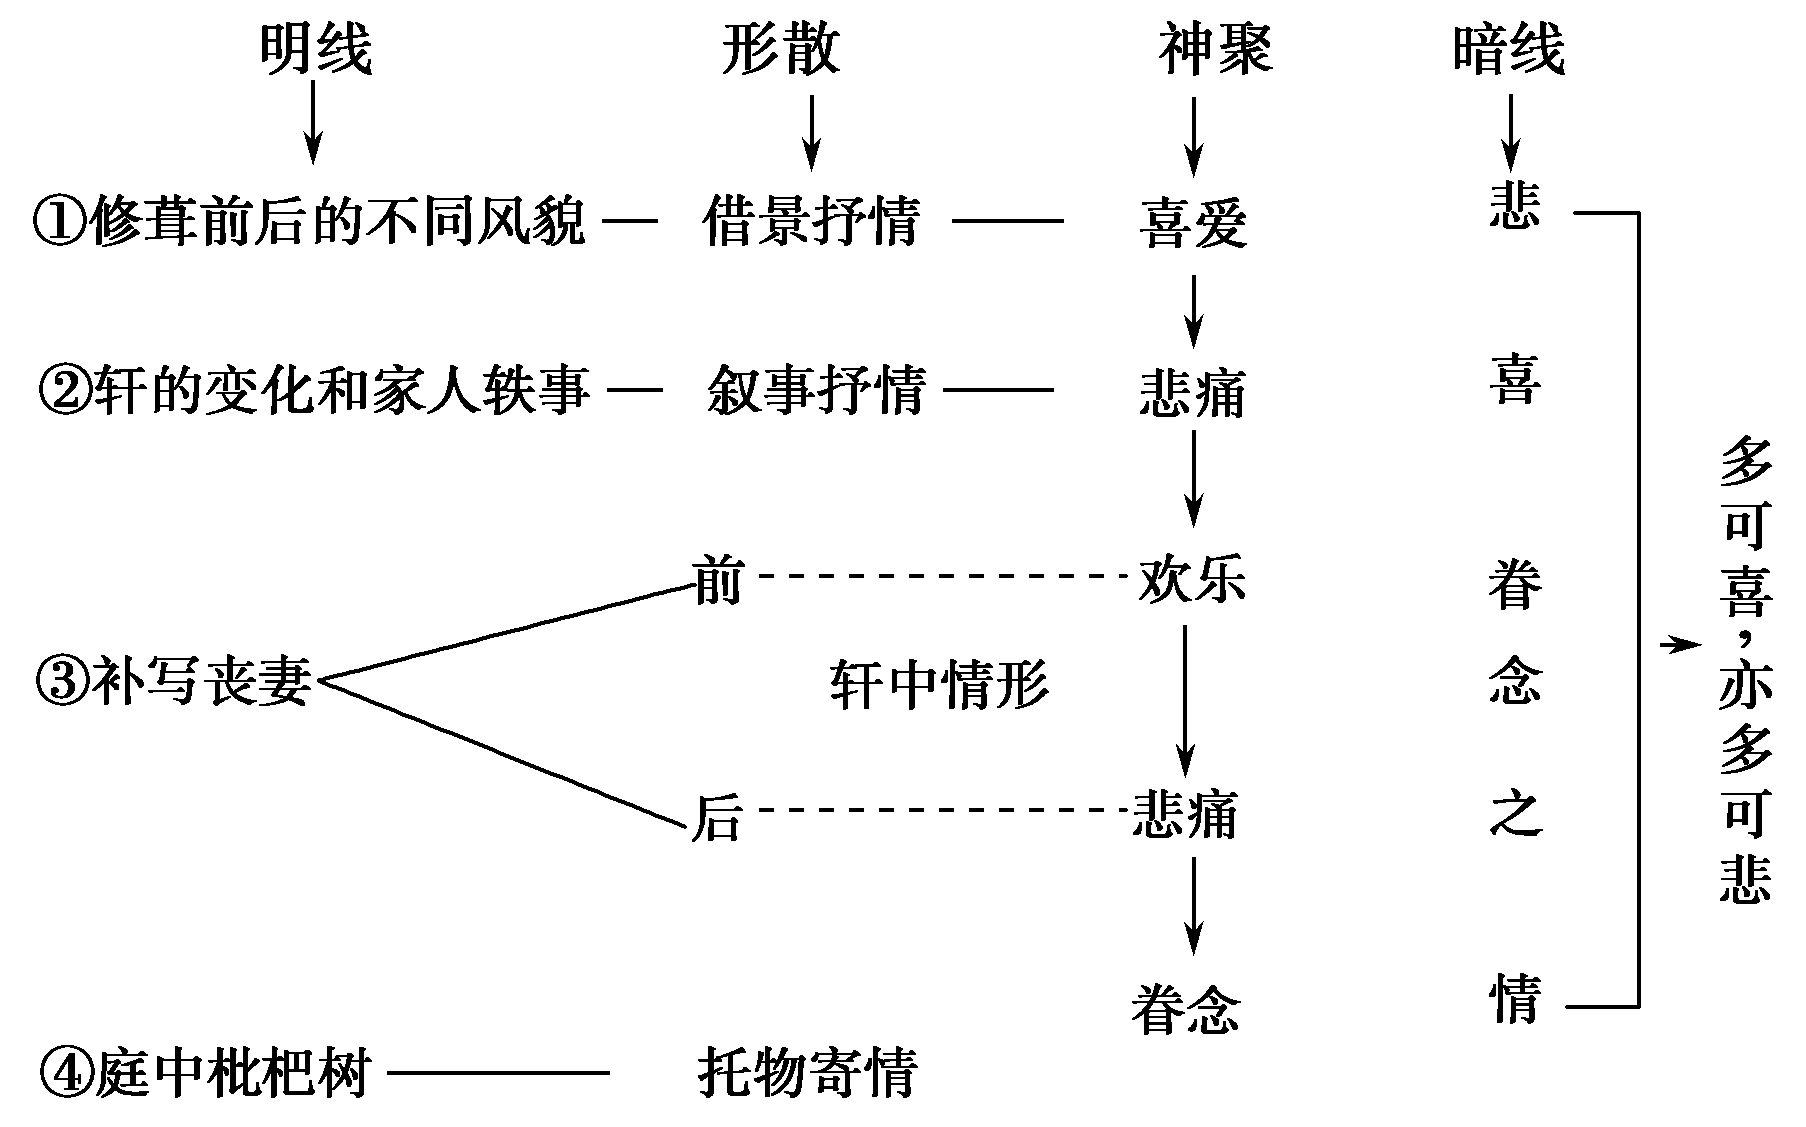 明线 形散 神聚 暗线
①修葺前后的不同风貌 借景抒情 喜爱
②轩的变化和家人轶事 叙事抒情 悲痛
前 欢乐
③补写丧妻 轩中情形
后 悲痛
眷念
④庭中枇杷树 托物寄情
悲喜眷念之情
多可喜,亦多可悲